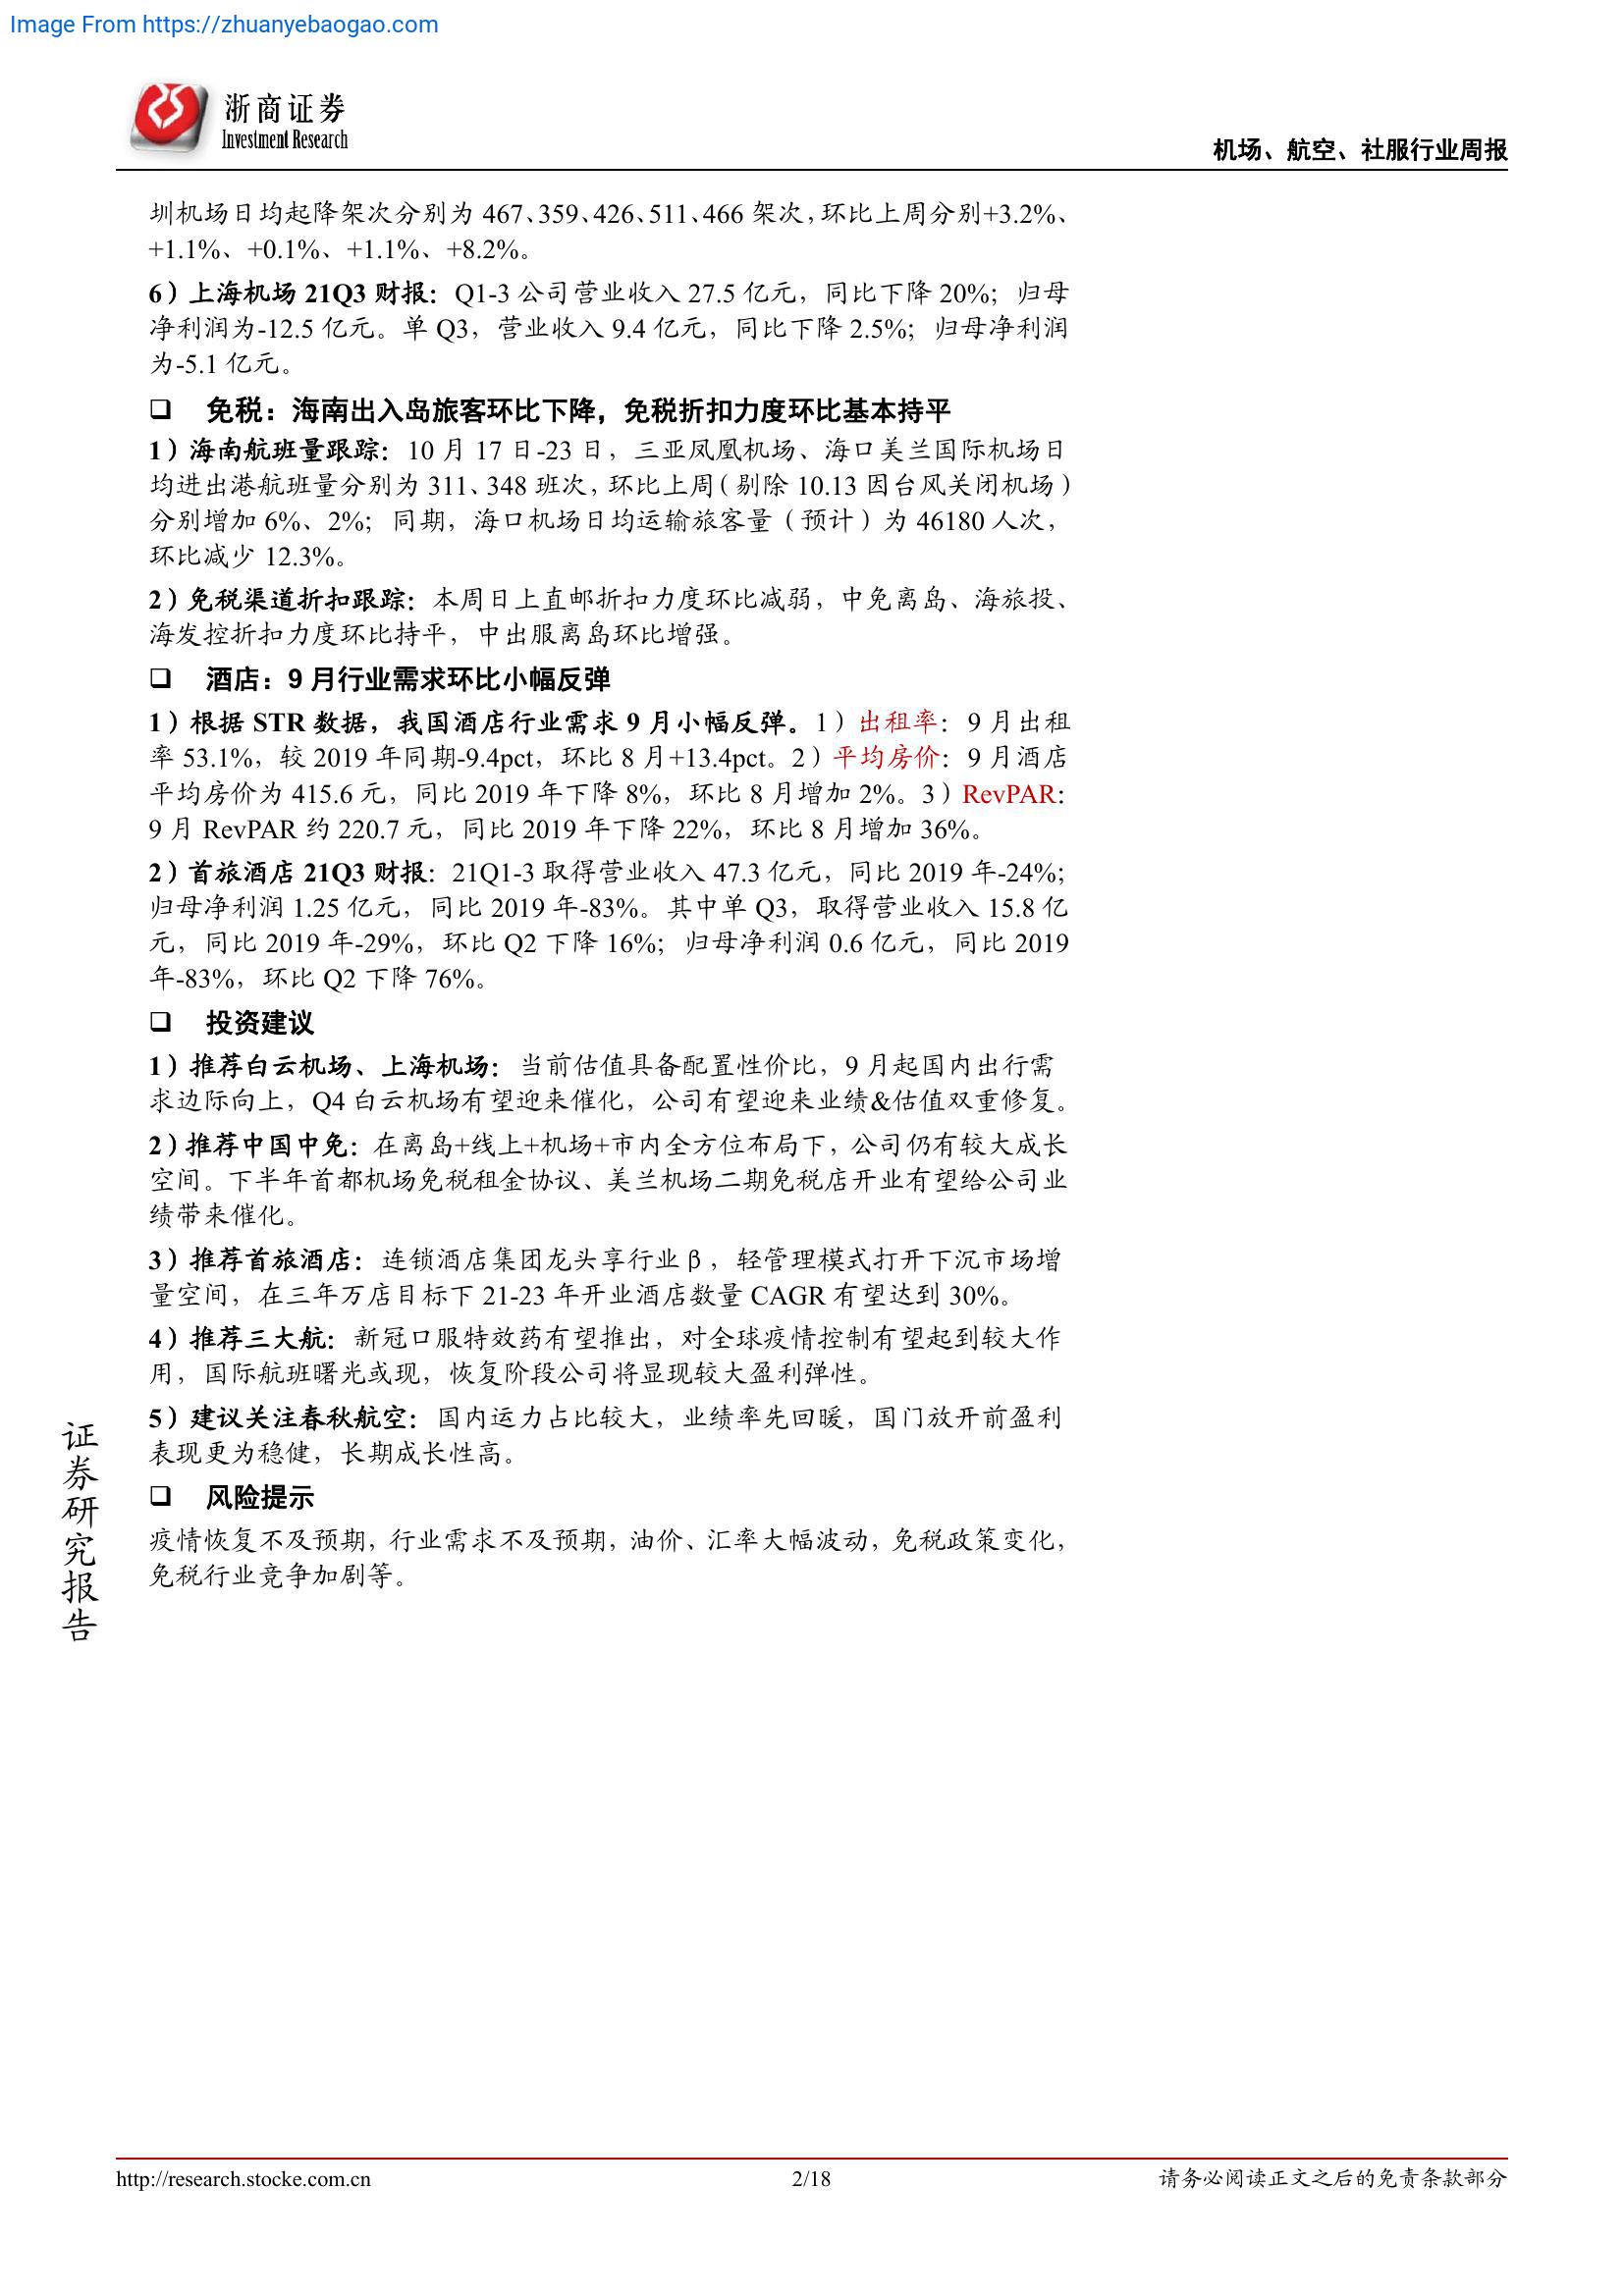 Image From https://zhuanyebaogao.com
浙商证券
Investment Research
机场、航空、社服行业周报
圳机场日均起降架次分别为 467、359、426、511、466 架次，环比上周分别+3.2%、
+1.1%、+0.1%、+1.1%、+8.2%。
6）上海机场 21Q3 财报：Q1-3 公司营业收入 27.5 亿元，同比下降 20%；归母
净利润为-12.5 亿元。单 Q3，营业收入 9.4 亿元，同比下降 2.5%；归母净利润
为-5.1 亿元。
❑ 免税：海南出入岛旅客环比下降，免税折扣力度环比基本持平
1）海南航班量跟踪：10 月 17 日-23 日，三亚凤凰机场、海口美兰国际机场日
均进出港航班量分别为 311、348 班次，环比上周（剔除 10.13 因台风关闭机场）
分别增加 6%、2%；同期，海口机场日均运输旅客量（预计）为 46180 人次，
环比减少 12.3%。
2）免税渠道折扣跟踪：本周日上直邮折扣力度环比减弱，中免离岛、海旅投、
海发控折扣力度环比持平，中出服离岛环比增强。
❑ 酒店：9 月行业需求环比小幅反弹
1）根据 STR 数据，我国酒店行业需求 9 月小幅反弹。1）出租率：9 月出租
率 53.1%，较 2019 年同期-9.4pct，环比 8 月+13.4pct。2）平均房价：9 月酒店
平均房价为 415.6 元，同比 2019 年下降 8%，环比 8 月增加 2%。3）RevPAR：
9 月 RevPAR 约 220.7 元，同比 2019 年下降 22%，环比 8 月增加 36%。
2）首旅酒店 21Q3 财报：21Q1-3 取得营业收入 47.3 亿元，同比 2019 年-24%；
归母净利润 1.25 亿元，同比 2019 年-83%。其中单 Q3，取得营业收入 15.8 亿
元，同比 2019 年-29%，环比 Q2 下降 16%；归母净利润 0.6 亿元，同比 2019
年-83%，环比 Q2 下降 76%。
❑ 投资建议
1）推荐白云机场、上海机场：当前估值具备配置性价比，9 月起国内出行需
求边际向上，Q4 白云机场有望迎来催化，公司有望迎来业绩&估值双重修复。
2）推荐中国中免：在离岛+线上+机场+市内全方位布局下，公司仍有较大成长
空间。下半年首都机场免税租金协议、美兰机场二期免税店开业有望给公司业
绩带来催化。
3）推荐首旅酒店：连锁酒店集团龙头享行业β，轻管理模式打开下沉市场增
量空间，在三年万店目标下 21-23 年开业酒店数量 CAGR 有望达到 30%。
4）推荐三大航：新冠口服特效药有望推出，对全球疫情控制有望起到较大作
用，国际航班曙光或现，恢复阶段公司将显现较大盈利弹性。
5）建议关注春秋航空：国内运力占比较大，业绩率先回暖，国门放开前盈利
表现更为稳健，长期成长性高。
❑ 风险提示
疫情恢复不及预期，行业需求不及预期，油价、汇率大幅波动，免税政策变化，
免税行业竞争加剧等。
证券研究报告
http://research.stocke.com.cn
2/18
请务必阅读正文之后的免责条款部分